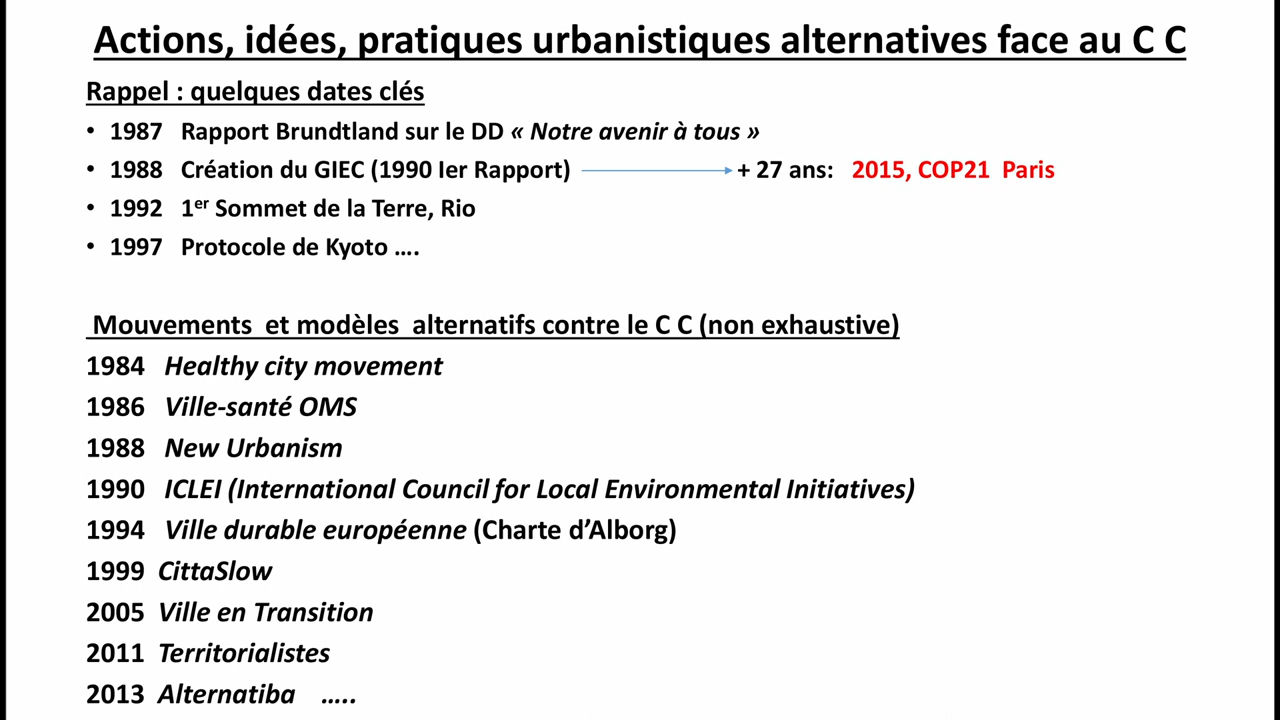 Actions, idées, pratiques urbanistiques alternatives face au C C
Rappel : quelques dates clés
• 1987 Rapport Brundtland sur le DD « Notre avenir à tous »
• 1988 Création du GIEC (1990 Ier Rapport) + 27 ans: 2015, COP21 Paris
• 1992 1er Sommet de la Terre, Rio
• 1997 Protocole de Kyoto ….
Mouvements et modèles alternatifs contre le C C (non exhaustive)
1984 Healthy city movement
1986 Ville-santé OMS
1988 New Urbanism
1990 ICLEI (International Council for Local Environmental Initiatives)
1994 Ville durable européenne (Charte d’Alborg)
1999 CittaSlow
2005 Ville en Transition
2011 Territorialistes
2013 Alternatiba …..